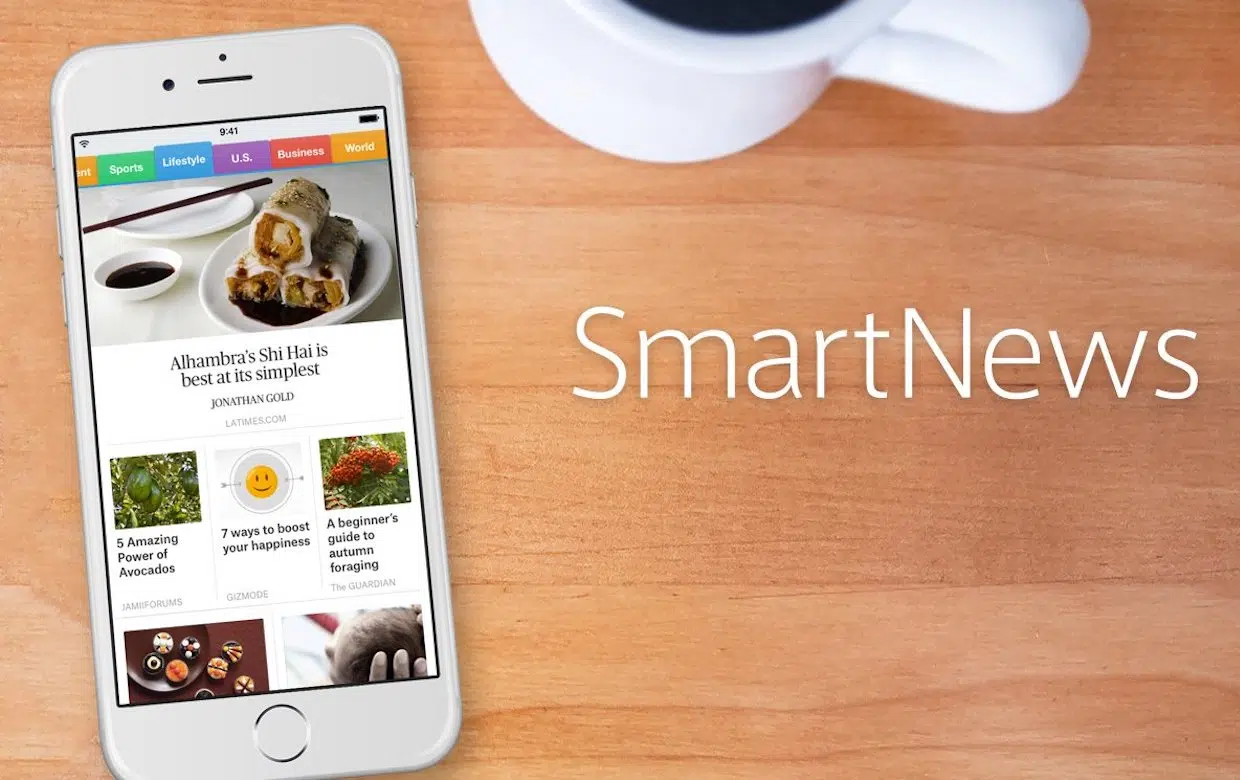 9:41
ent
Sports
Lifestyle
U.S.
Business
World
Alhambra's Shi Hai is
best at its simplest
JONATHAN GOLD
LATIMES.COM
5 Amazing
Power of
Avocados
JAMIIFORUMS
7 ways to boost
your happiness
GIZMODE
A beginner's
guide to
autumn
foraging
The GUARDIAN
SmartNews